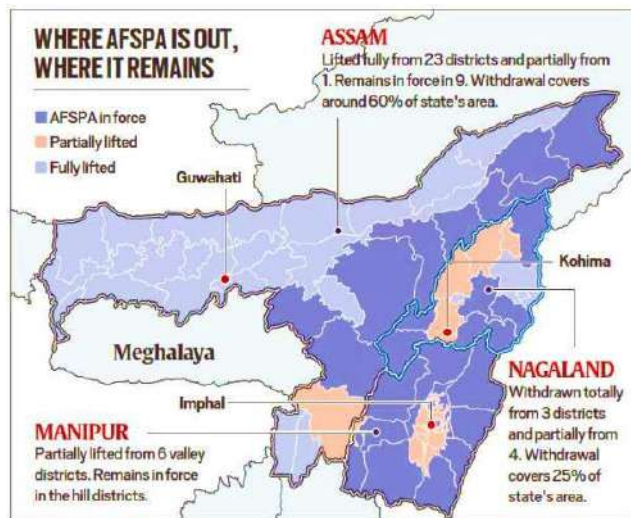 WHERE AFSPA IS OUT,
WHERE IT REMAINS
AFSPA in force
Partially lifted
Fully lifted
ASSAM
Lifted fully from 23 districts and partially from
1. Remains in force in 9. Withdrawal covers
around 60% of state's area.
Guwahati
Kohima
Meghalaya
NAGALAND
Withdrawn totally
from 3 districts
and partially from
4. Withdrawal
covers 25% of
state's area.
Imphal
MANIPUR
Partially lifted from 6 valley
districts. Remains in force
in the hill districts.